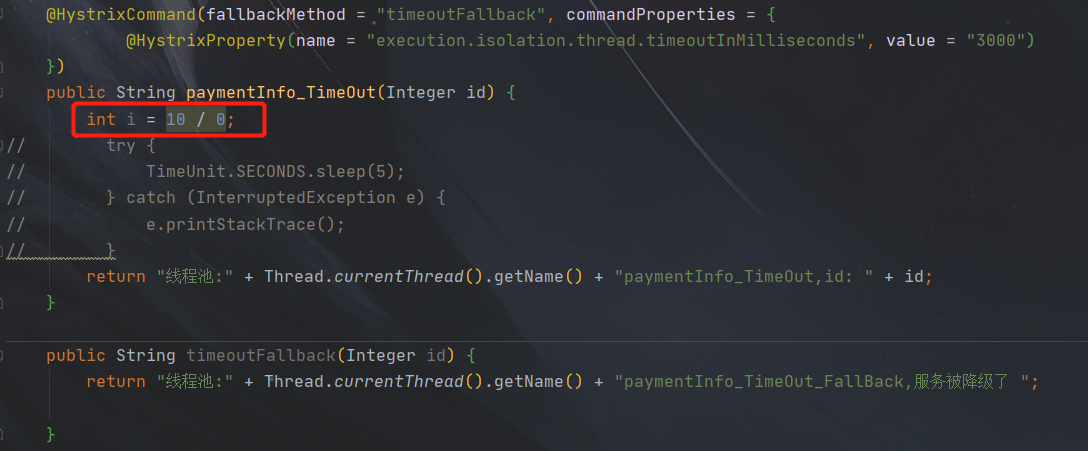 @HystrixCommand(fallbackMethod = "timeoutFallback", commandProperties = {
        @HystrixProperty(name = "execution.isolation.thread.timeoutInMilliseconds", value = "3000")
})
public String paymentInfo_TimeOut(Integer id) {
    int i = 10 / 0;
//        try {
//            TimeUnit.SECONDS.sleep(5);
//        } catch (InterruptedException e) {
//            e.printStackTrace();
//        }
    return "线程池:" + Thread.currentThread().getName() + "paymentInfo_TimeOut,id: " + id;
}
public String timeoutFallback(Integer id) {
    return "线程池:" + Thread.currentThread().getName() + "paymentInfo_TimeOut_FallBack,服务被降级了 ";
}